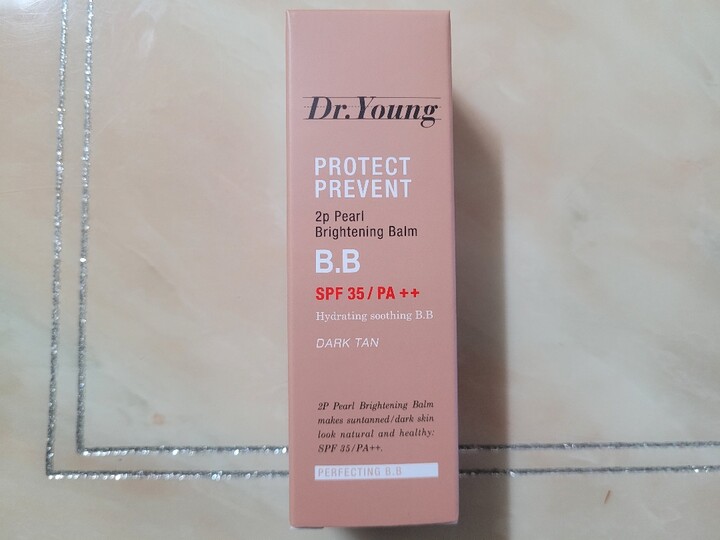 Dr.Young
PROTECT
PREVENT
2p Pearl
Brightening Balm
B.B
SPF 35 / PA ++
Hydrating soothing B.B
DARK TAN
2P Pearl Brightening Balm
makes suntanned/dark skin
look natural and healthy:
SPF 35/PA++.
PERFECTING B.B.